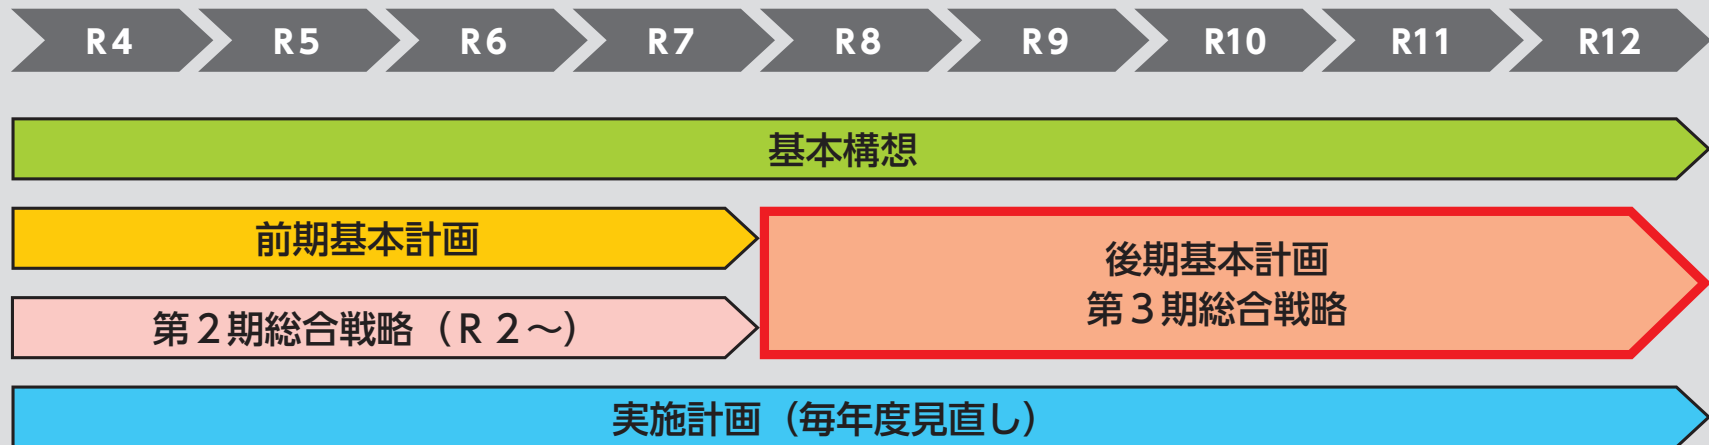 R4 R5 R6 R7 R8 R9 R10 R11 R12
基本構想
前期基本計画
後期基本計画
第3期総合戦略
第2期総合戦略（R 2～）
実施計画（毎年度見直し）